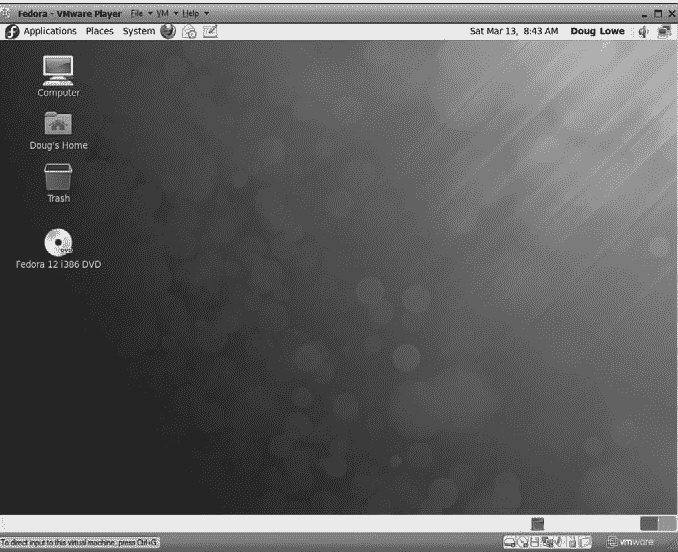 Fedora - VMware Player File VM Help
Applications Places System Sat Mar 13, 8:43 AM Doug Lowe
Computer
Doug's Home
Trash
DVD
Fedora 12 i386 DVD
To direct input to this virtual machine, press Ctrl+G.
vmware